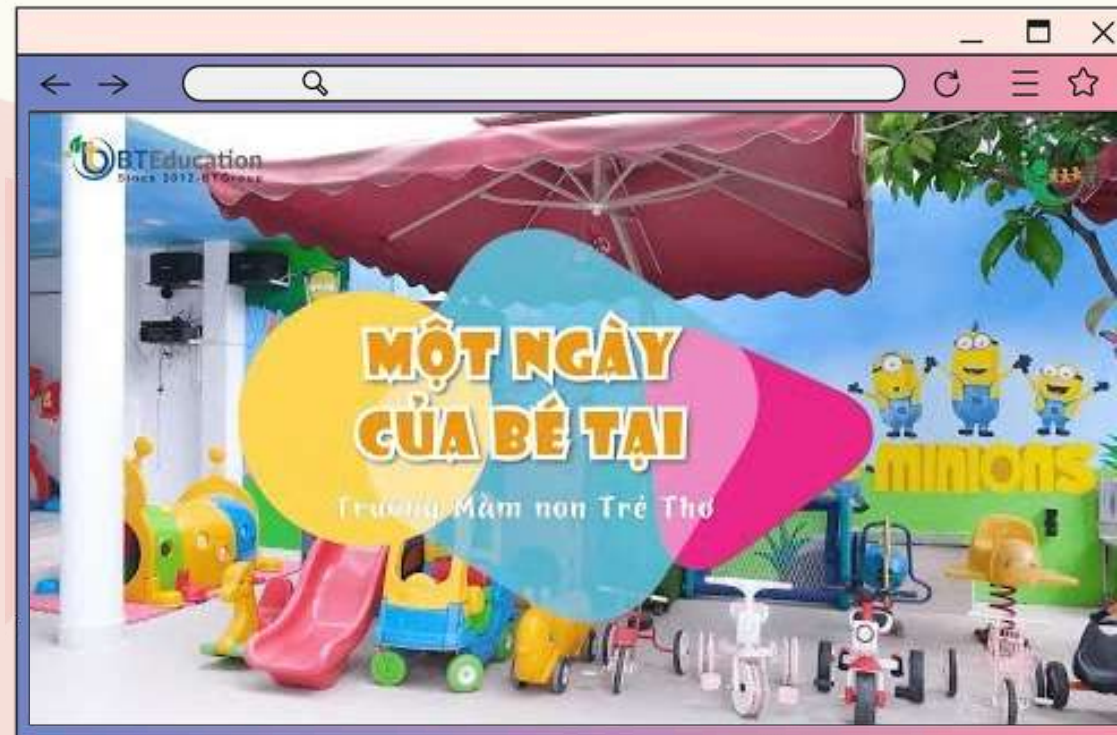 BTEducation
Since 2012-BTGroup
MỘT NGÀY
CỦA BÉ TẠI
Trường Mầm non Trẻ Thơ
MINIONS